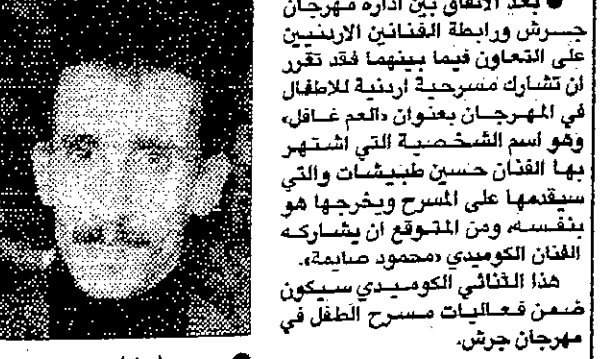 ● بعد الاتفاق بين ادارة مهرجان
جرش ورابطة الفنانين الاردنيين
على التعاون فيما بينهما فقد تقرر
ان تشارك مسرحية اردنية للاطفال
في المهرجان بعنوان «العم غافل»
وهو اسم الشخصية التي اشتهر
بها الفنان حسين طبيشات والتي
سيقدمها على المسرح ويخرجها هو
بنفسه، ومن المتوقع ان يشاركه
الفنان الكوميدي «محمود صايمة».
هذا الثنائي الكوميدي سيكون
ضمن فعاليات مسرح الطفل في
مهرجان جرش.